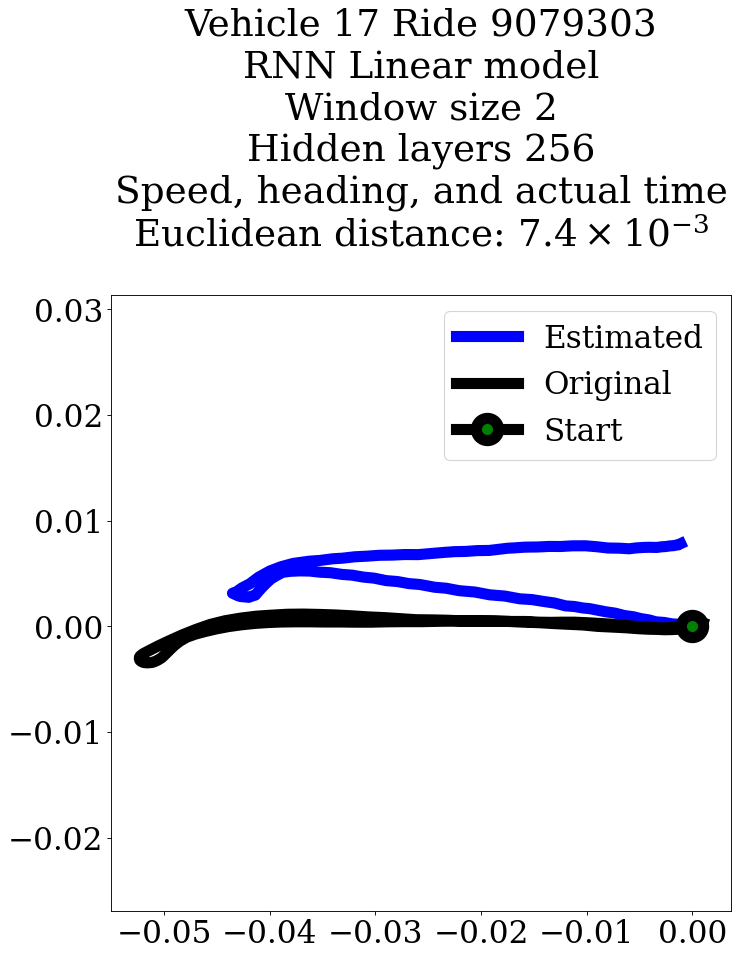 Vehicle 17 Ride 9079303
RNN Linear model
Window size 2
Hidden layers 256
Speed, heading, and actual time
Euclidean distance: 7.4 × 10⁻³
Estimated
Original
Start
0.03
0.02
0.01
0.00
−0.01
−0.02
−0.05 −0.04 −0.03 −0.02 −0.01 0.00